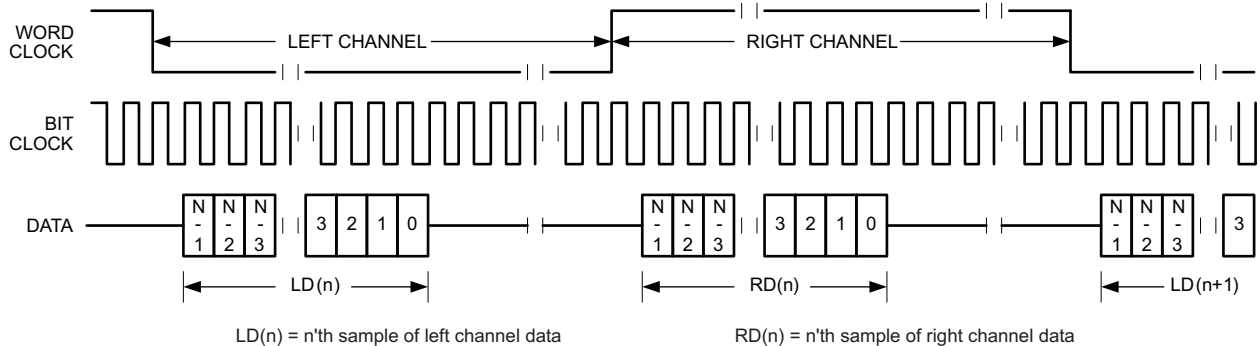 WORD
CLOCK
LEFT CHANNEL
RIGHT CHANNEL
BIT
CLOCK
DATA
N-1 N-2 N-3 3 2 1 0 N-1 N-2 N-3 3 2 1 0 N-1 N-2 N-3 3
LD(n) RD(n) LD(n+1)
LD(n) = n'th sample of left channel data
RD(n) = n'th sample of right channel data